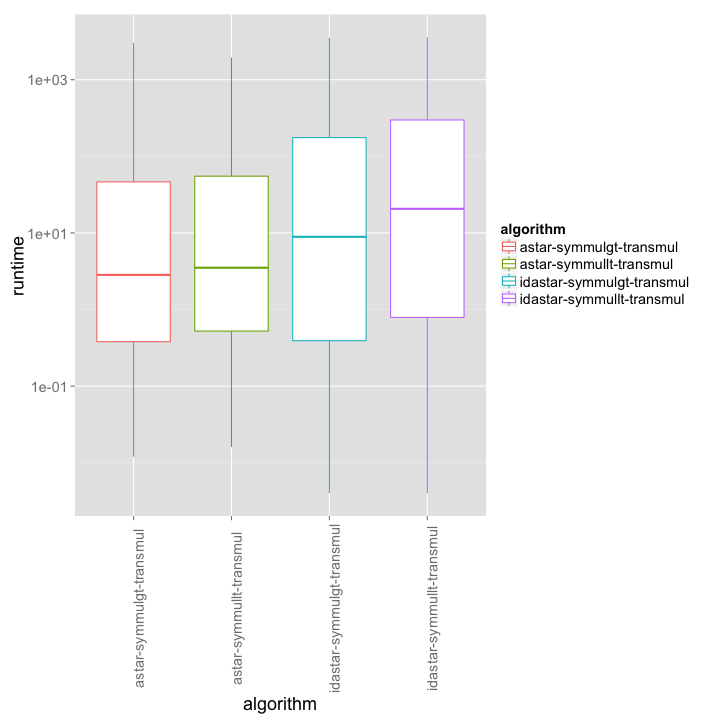 1e+03
1e+01
1e-01
runtime
astar-symmulgt-transmul
astar-symmullt-transmul
idastar-symmulgt-transmul
idastar-symmullt-transmul
algorithm
algorithm
astar-symmulgt-transmul
astar-symmullt-transmul
idastar-symmulgt-transmul
idastar-symmullt-transmul